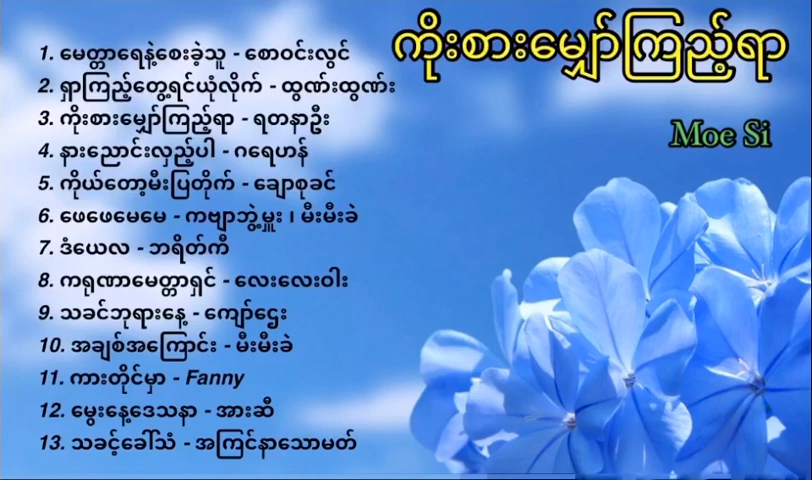 ကိုးစားမျှော်ကြည့်ရာ
Moe Si
1. မေတ္တာရေနဲ့စေးခဲ့သူ - စောဝင်းလွင်
2. ရှာကြည့်တွေ့ရင်ယုံလိုက် - ထွဏ်းထွဏ်း
3. ကိုးစားမျှော်ကြည့်ရာ - ရတနာဦး
4. နားညောင်းလှည့်ပါ - ဂရေဟန်
5. ကိုယ်တော့မီးပြတိုက် - ချောစုခင်
6. ဖေဖေမေမေ - ကဗျာဘွဲ့မှူး ၊ မီးမီးခဲ
7. ဒံယေလ - ဘရိတ်ကီ
8. ကရုဏာမေတ္တာရှင် - လေးလေးဝါး
9. သခင်ဘုရားနေ့ - ကျော်ဌေး
10. အချစ်အကြောင်း - မီးမီးခဲ
11. ကားတိုင်မှာ - Fanny
12. မွေးနေ့ဒေသနာ - အားဆီ
13. သခင့်ခေါ်သံ - အကြင်နာသောမတ်